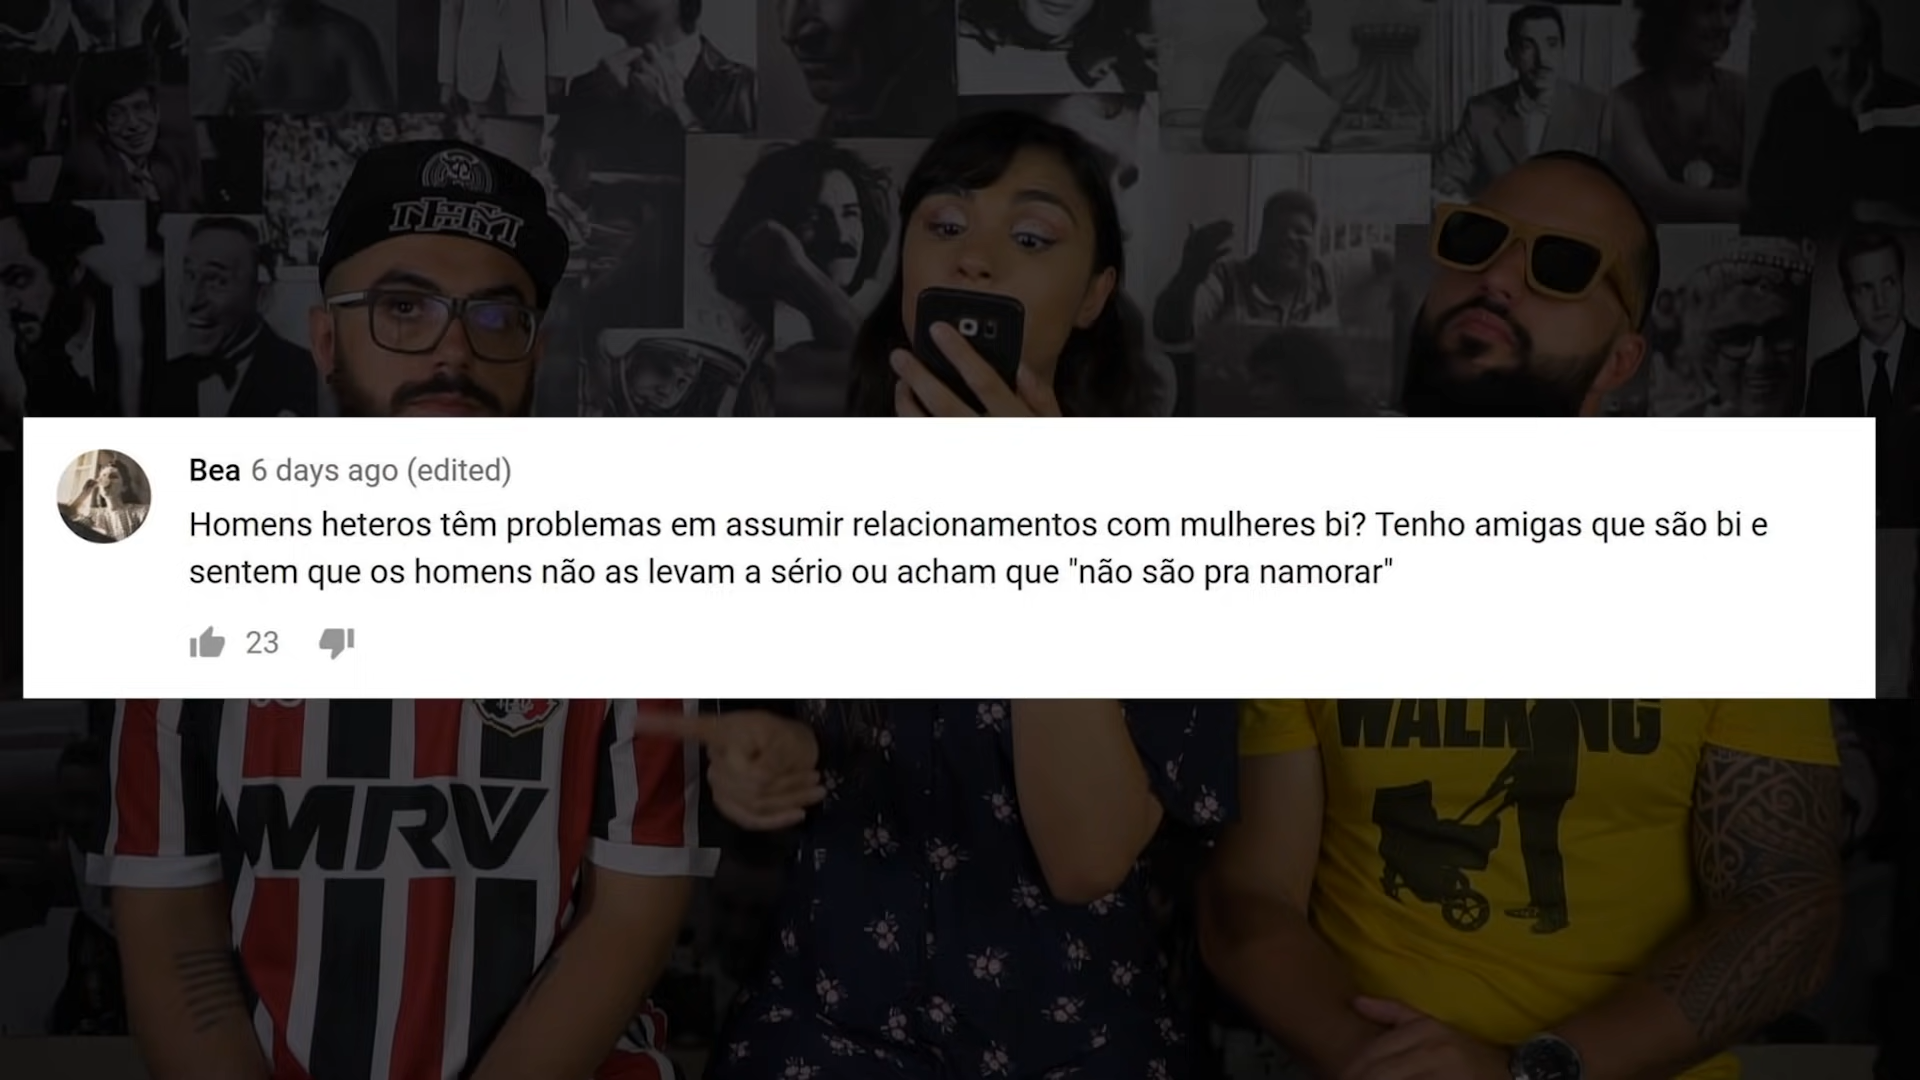 NHYM
Bea 6 days ago (edited)
Homens heteros têm problemas em assumir relacionamentos com mulheres bi? Tenho amigas que são bi e
sentem que os homens não as levam a sério ou acham que "não são pra namorar"
23
WALKING
MRV